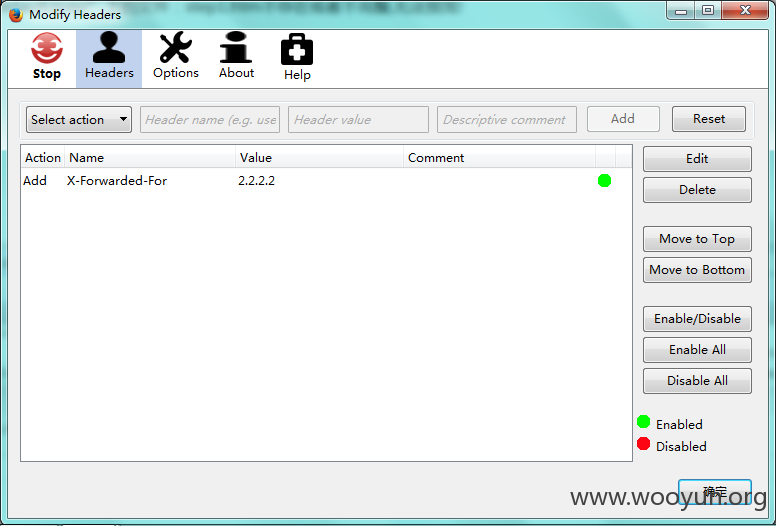 Modify Headers
Stop Headers Options About Help
Select action Header name (e.g. use Header value Descriptive comment Add Reset
Action Name Value Comment
Add X-Forwarded-For 2.2.2.2
Edit
Delete
Move to Top
Move to Bottom
Enable/Disable
Enable All
Disable All
Enabled
Disabled
确定
www.wooyun.org